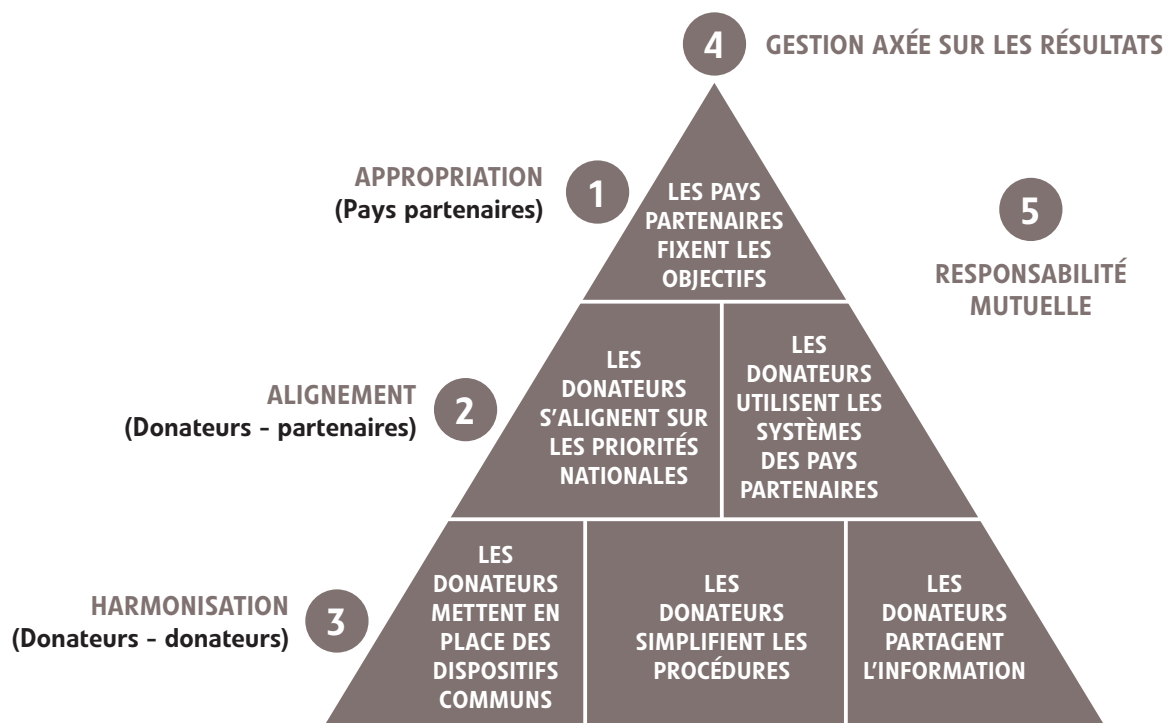 4
GESTION AXÉE SUR LES RÉSULTATS
APPROPRIATION
(Pays partenaires)
1
LES PAYS
PARTENAIRES
FIXENT LES
OBJECTIFS
5
RESPONSABILITÉ
MUTUELLE
ALIGNEMENT
(Donateurs - partenaires)
2
LES
DONATEURS
S’ALIGNENT SUR
LES PRIORITÉS
NATIONALES
LES
DONATEURS
UTILISENT LES
SYSTÈMES
DES PAYS
PARTENAIRES
HARMONISATION
(Donateurs - donateurs)
3
LES
DONATEURS
METTENT EN
PLACE DES
DISPOSITIFS
COMMUNS
LES
DONATEURS
SIMPLIFIENT LES
PROCÉDURES
LES
DONATEURS
PARTAGENT
L’INFORMATION